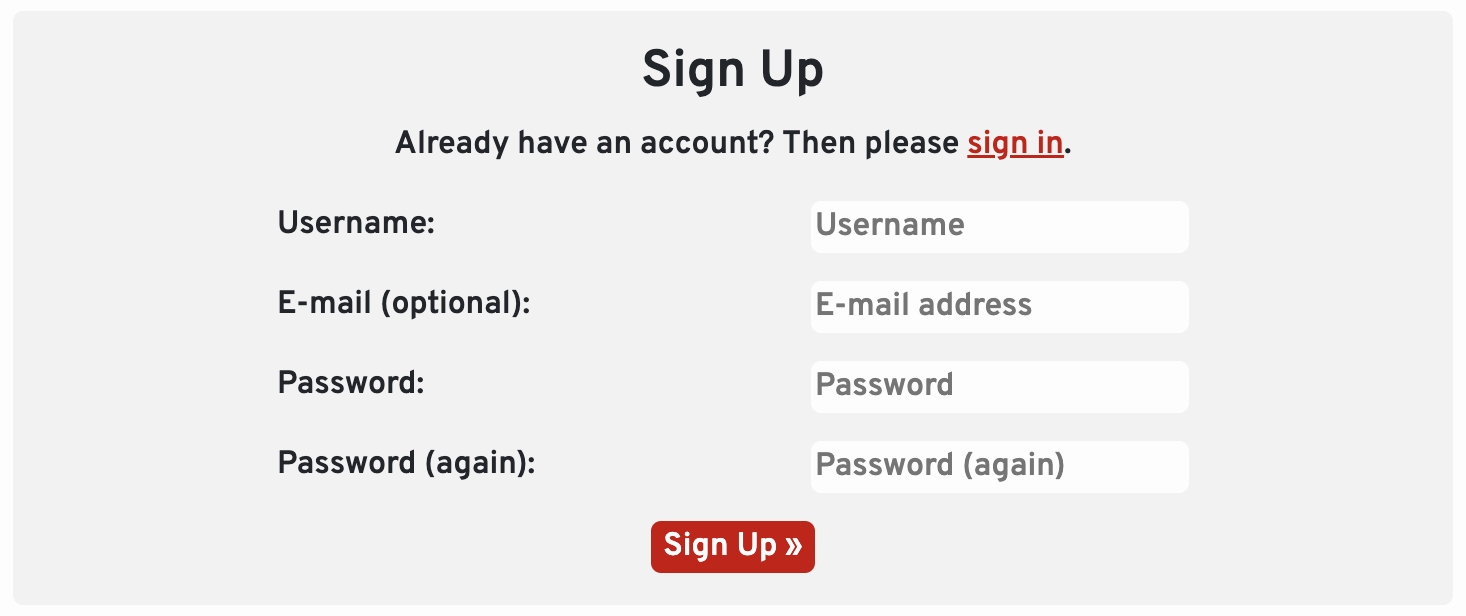 Sign Up
Already have an account? Then please sign in.
Username: Username
E-mail (optional): E-mail address
Password: Password
Password (again): Password (again)
Sign Up »